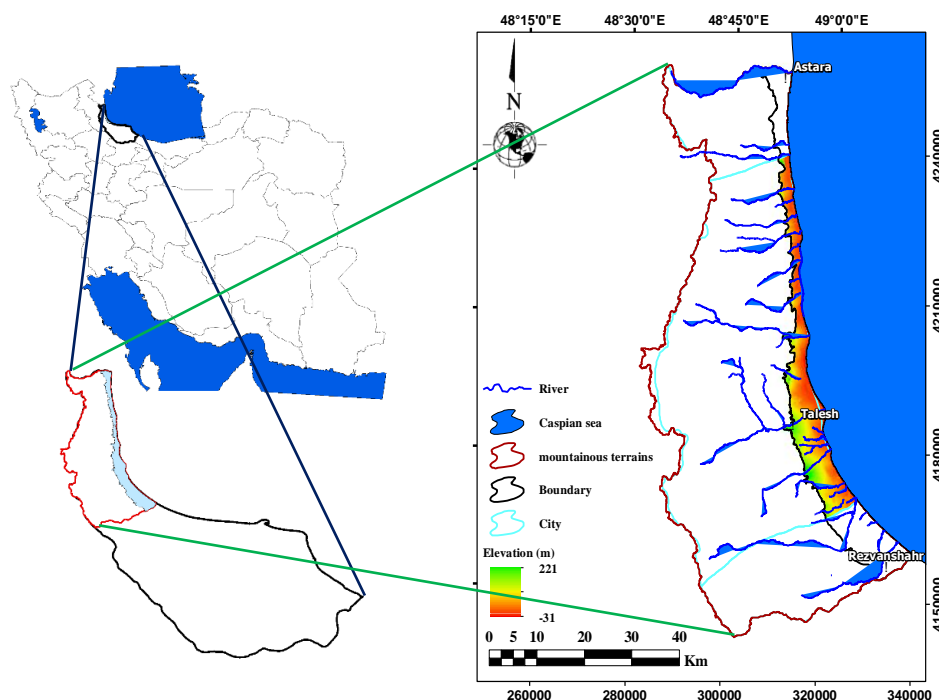 48°15'0"E 48°30'0"E 48°45'0"E 49°0'0"E
Astara
N
4240000
4210000
River
Caspian sea
Talesh
mountainous terrains
4180000
Boundary
City
Elevation (m)
Rezvanshahr
221
-31
4150000
0 5 10 20 30 40
Km
260000 280000 300000 320000 340000